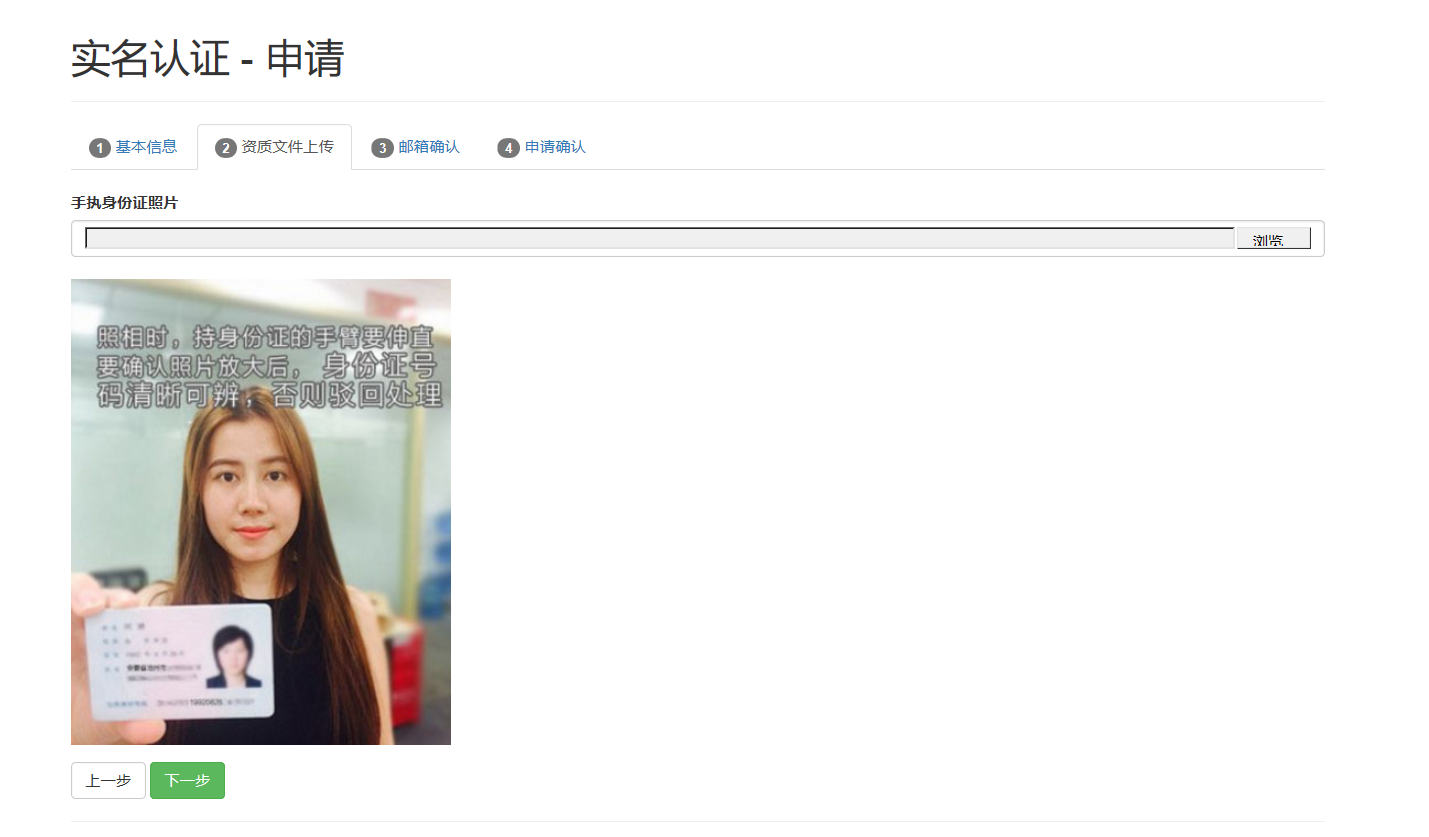 实名认证 - 申请
1 基本信息
2 资质文件上传
3 邮箱确认
4 申请确认
手执身份证照片
浏览
照相时，持身份证的手臂要伸直
要确认照片放大后，身份证号
码清晰可辨，否则驳回处理
上一步
下一步